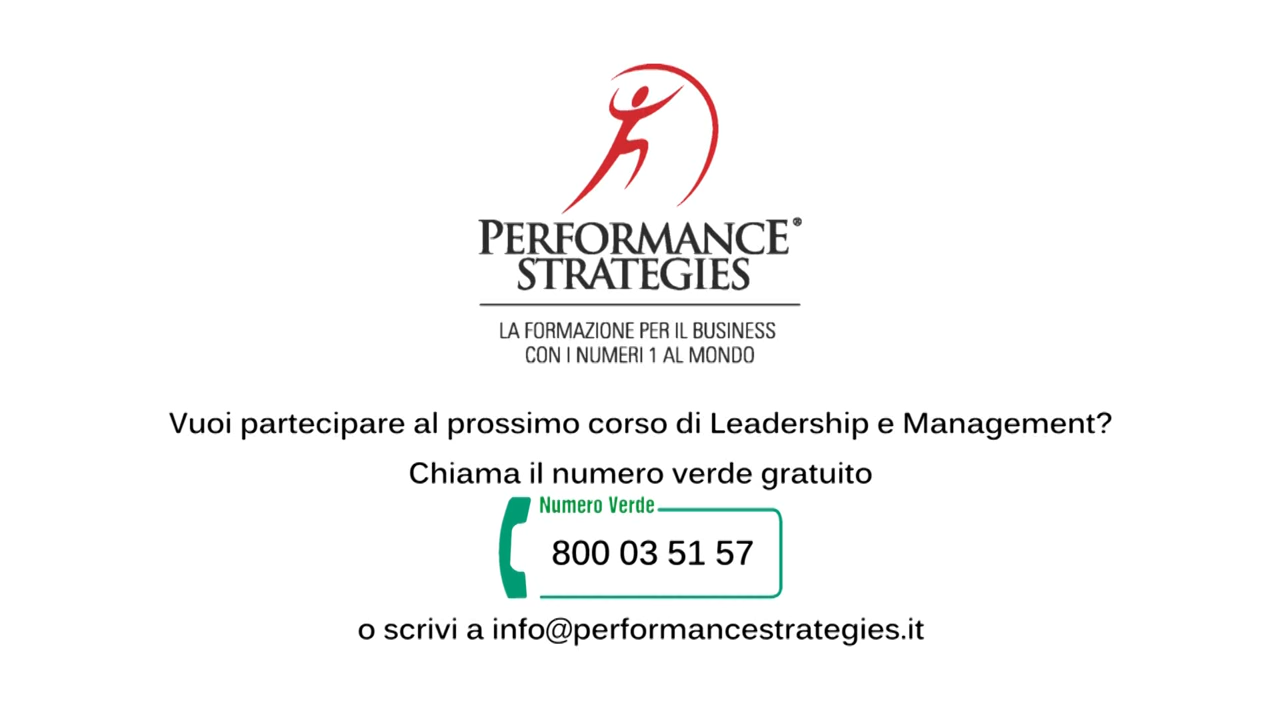 PERFORMANCE®
STRATEGIES
LA FORMAZIONE PER IL BUSINESS
CON I NUMERI 1 AL MONDO
Vuoi partecipare al prossimo corso di Leadership e Management?
Chiama il numero verde gratuito
Numero Verde
800 03 51 57
o scrivi a info@performancestrategies.it